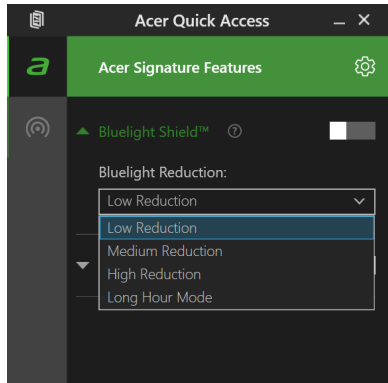 Acer Quick Access
Acer Signature Features
Bluelight Shield™
Bluelight Reduction:
Low Reduction
Low Reduction
Medium Reduction
High Reduction
Long Hour Mode